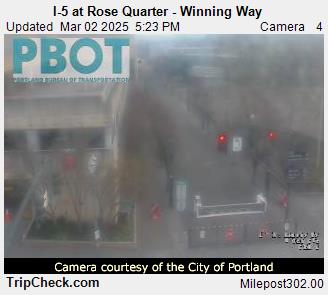 I-5 at Rose Quarter - Winning Way
Updated Mar 02 2025 5:23 PM Camera 4
PBOT
PORTLAND BUREAU OF TRANSPORTATION
Camera courtesy of the City of Portland
TripCheck.com Milepost302.00